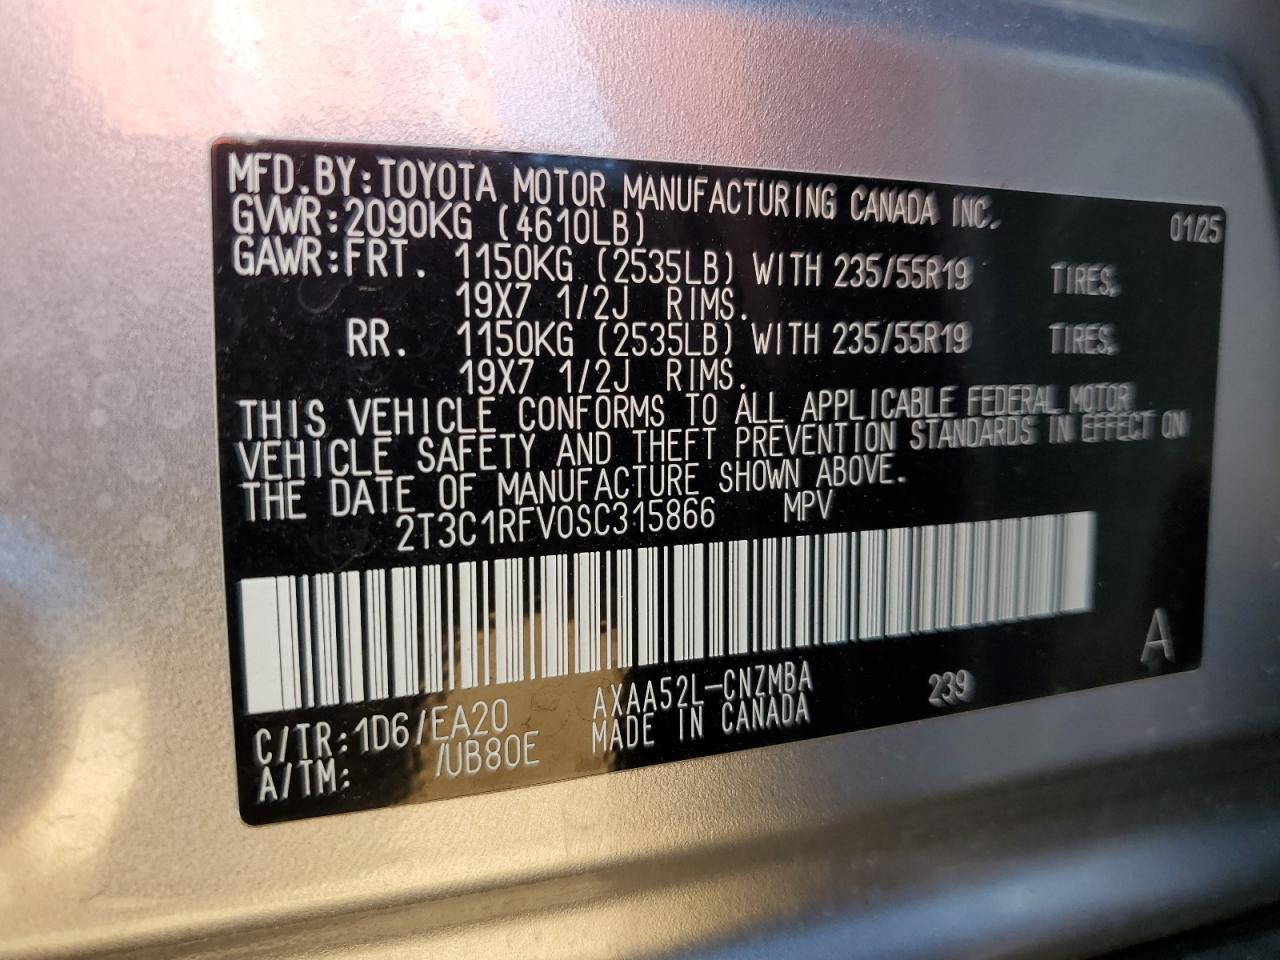 MFD.BY:TOYOTA MOTOR MANUFACTURING CANADA INC. 01/25
GVWR:2090KG (4610LB)
GAWR:FRT. 1150KG (2535LB) WITH 235/55R19 TIRES,
19X7 1/2J RIMS.
RR. 1150KG (2535LB) WITH 235/55R19 TIRES,
19X7 1/2J RIMS.
THIS VEHICLE CONFORMS TO ALL APPLICABLE FEDERAL MOTOR
VEHICLE SAFETY AND THEFT PREVENTION STANDARDS IN EFFECT ON
THE DATE OF MANUFACTURE SHOWN ABOVE.
2T3C1RFV0SC315866 MPV
A
C/TR:1D6/EA20 AXAA52L-CNZMBA 239
A/TM: /UB80E MADE IN CANADA